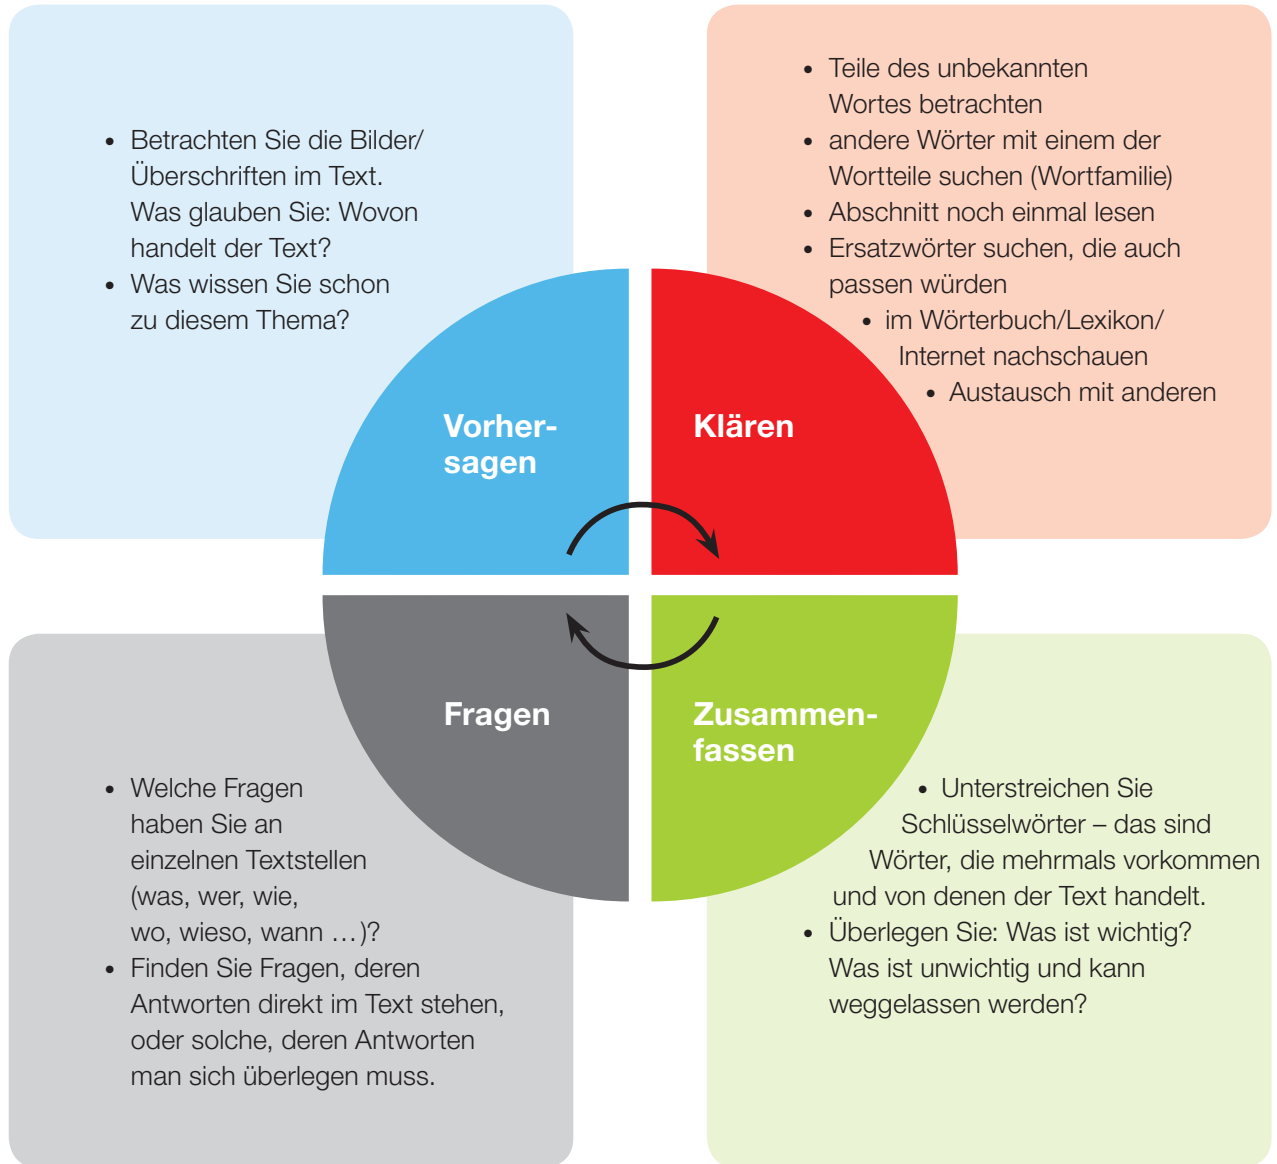 • Betrachten Sie die Bilder/
Überschriften im Text.
Was glauben Sie: Wovon
handelt der Text?
• Was wissen Sie schon
zu diesem Thema?
Vorher-
sagen
• Teile des unbekannten
Wortes betrachten
• andere Wörter mit einem der
Wortteile suchen (Wortfamilie)
• Abschnitt noch einmal lesen
• Ersatzwörter suchen, die auch
passen würden
• im Wörterbuch/Lexikon/
Internet nachschauen
• Austausch mit anderen
Klären
Fragen
• Welche Fragen
haben Sie an
einzelnen Textstellen
(was, wer, wie,
wo, wieso, wann …)?
• Finden Sie Fragen, deren
Antworten direkt im Text stehen,
oder solche, deren Antworten
man sich überlegen muss.
Zusammen-
fassen
• Unterstreichen Sie
Schlüsselwörter – das sind
Wörter, die mehrmals vorkommen
und von denen der Text handelt.
• Überlegen Sie: Was ist wichtig?
Was ist unwichtig und kann
weggelassen werden?